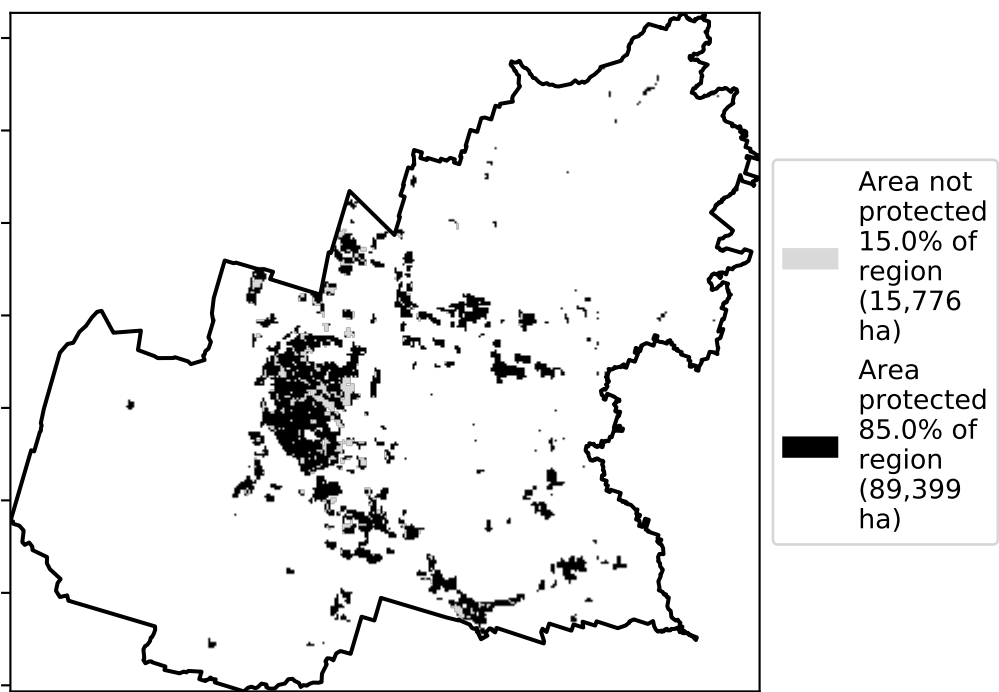 Area not
protected
15.0% of
region
(15,776
ha)
Area
protected
85.0% of
region
(89,399
ha)